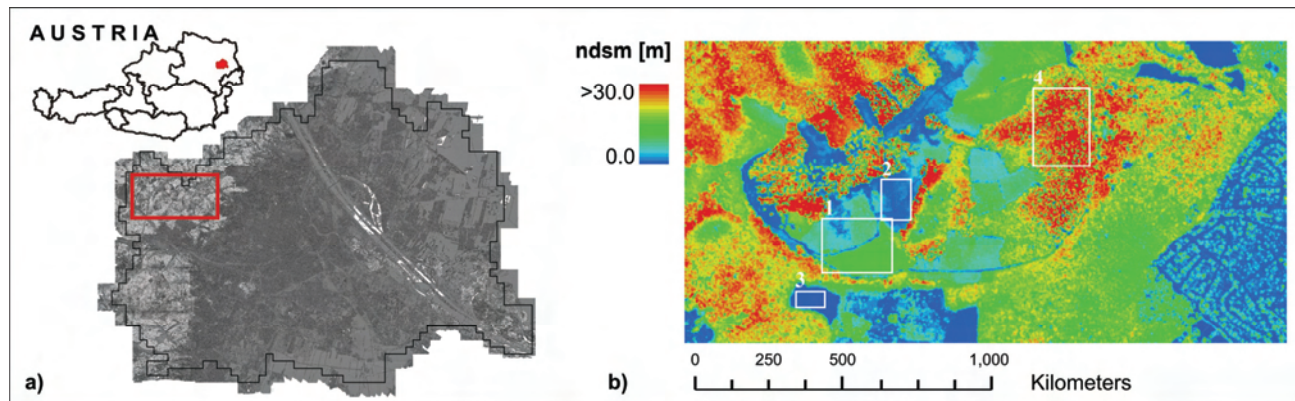 AUSTRIA
a)
ndsm [m]
>30.0
0.0
4
2
1
3
0 250 500 1,000
Kilometers
b)